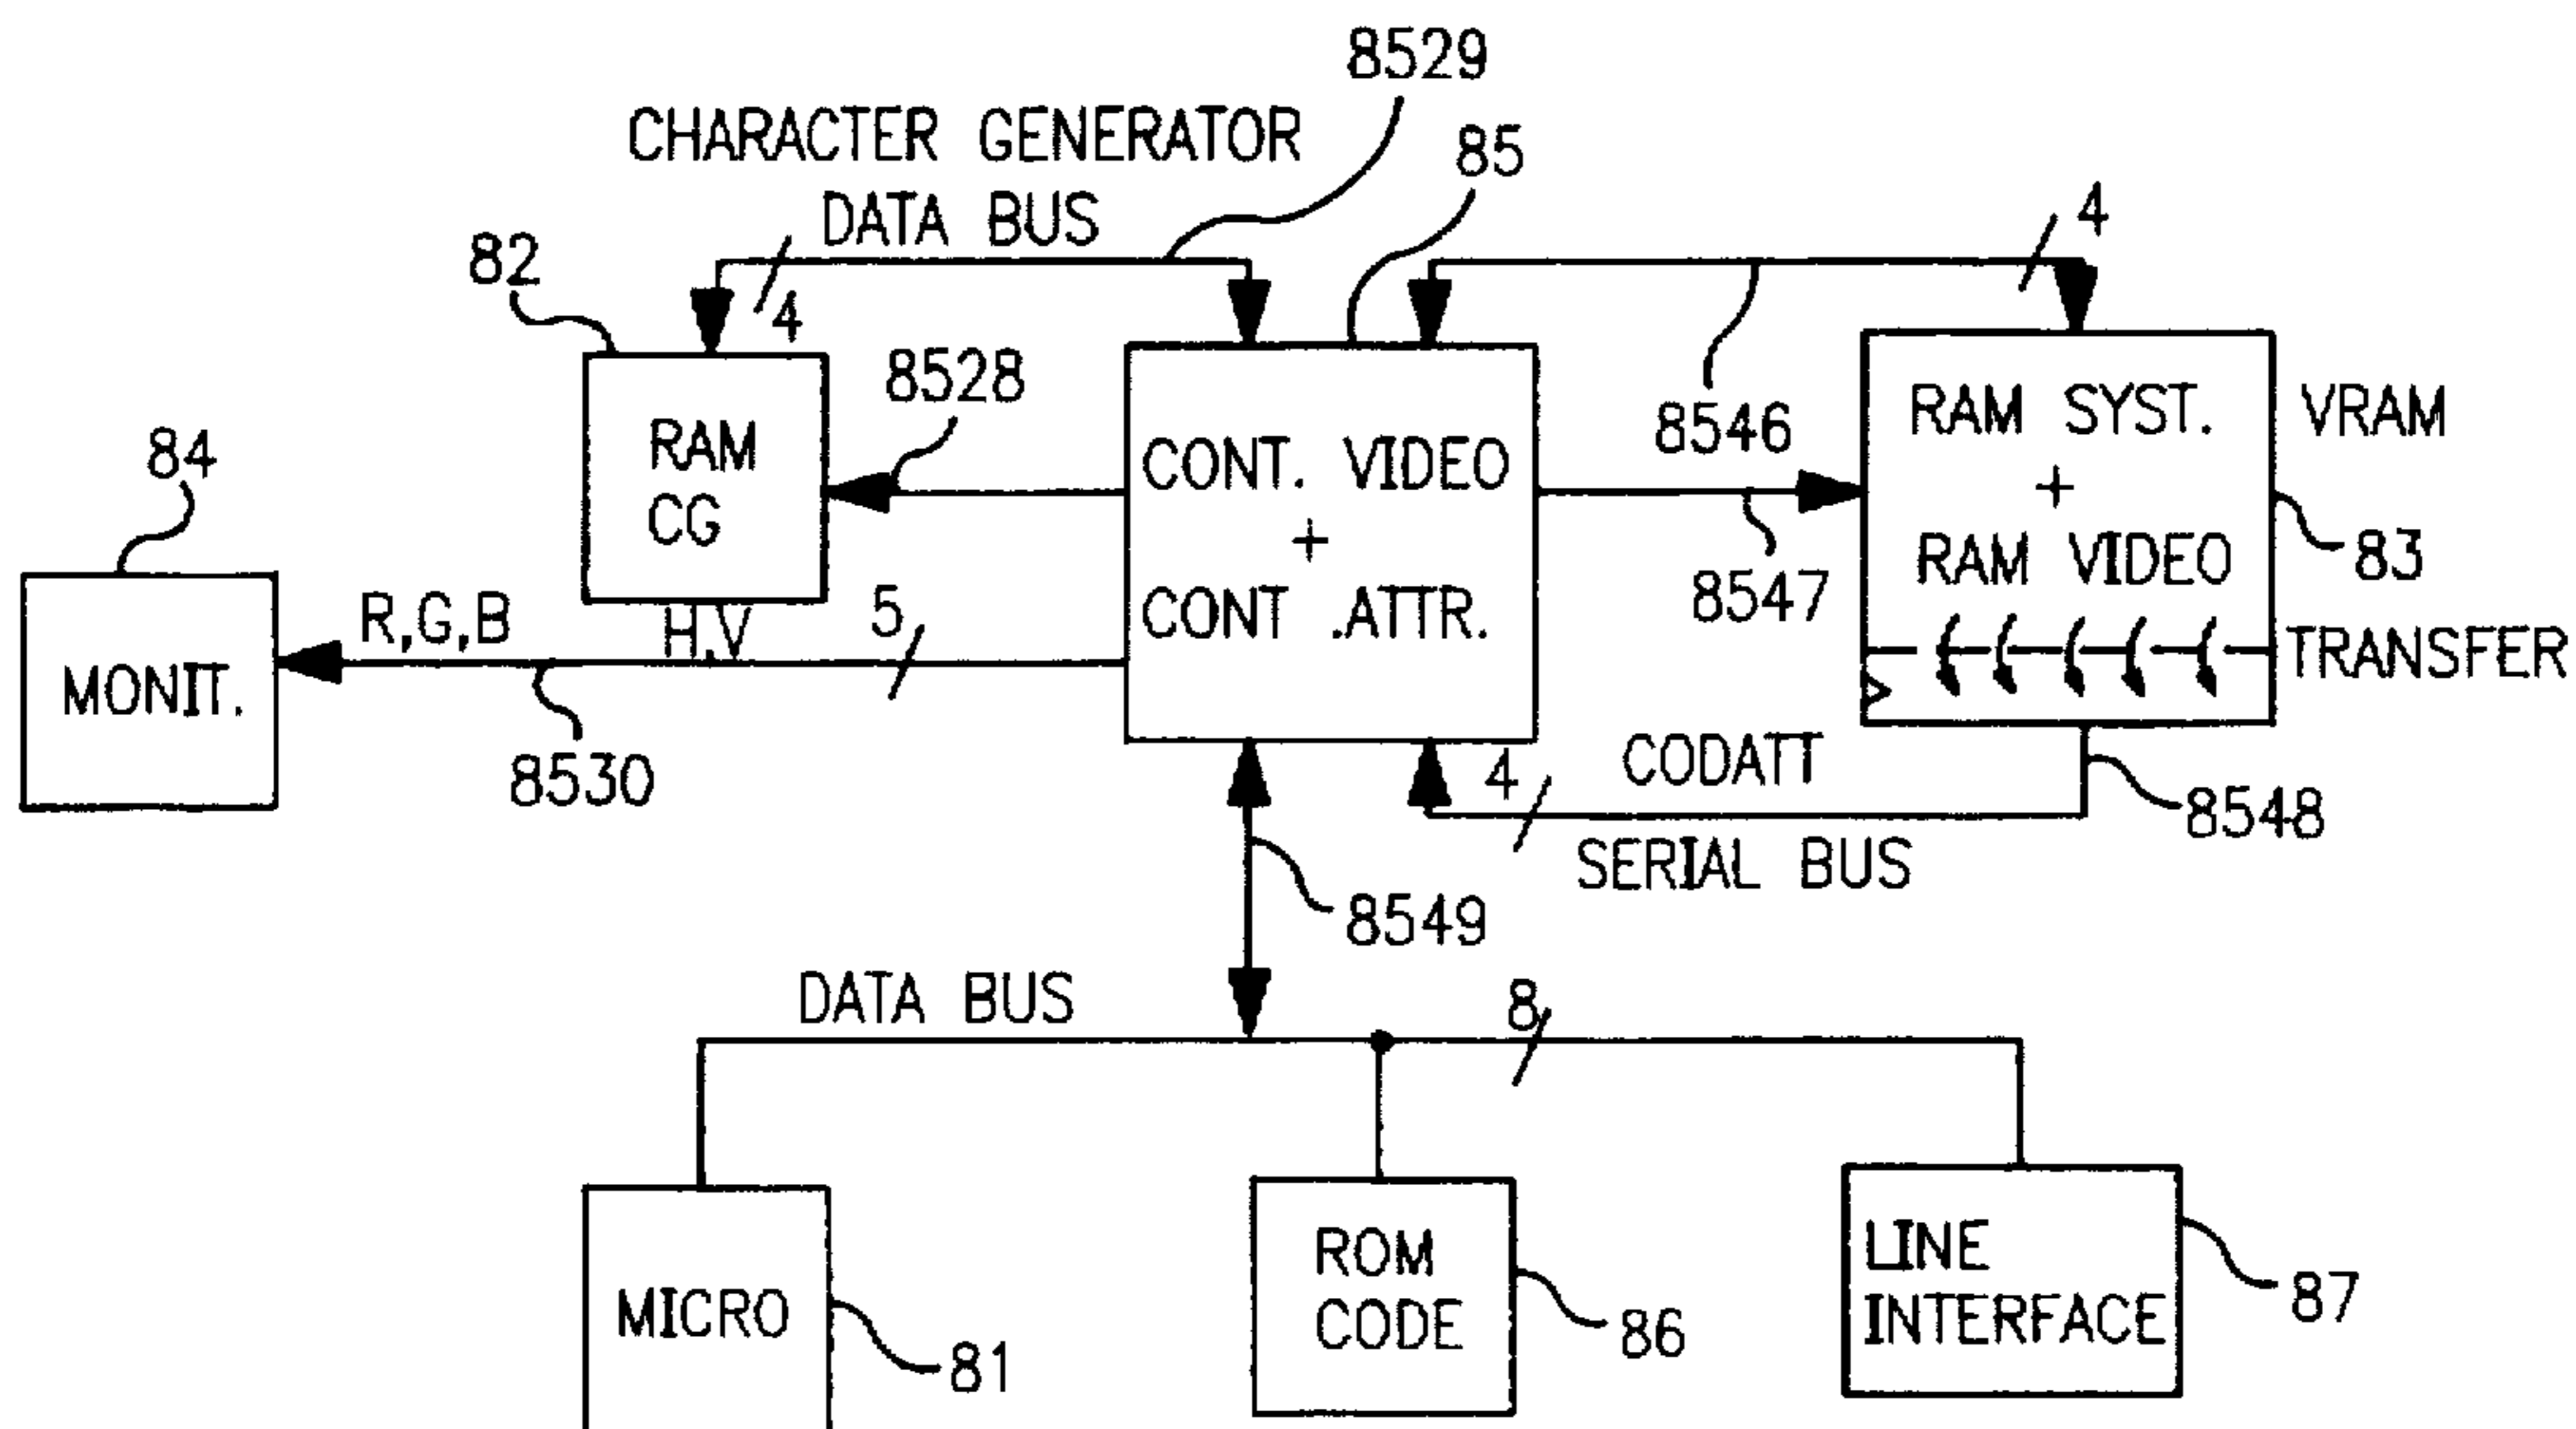 8529
CHARACTER GENERATOR
85
DATA BUS
4
82
4
8528
RAM SYST.
VRAM
8546
RAM
CG
CONT. VIDEO
+
+
84
CONT .ATTR.
RAM VIDEO
83
8547
R,G,B
H,V
5
TRANSFER
MONIT.
8530
4
CODATT
8548
SERIAL BUS
8549
DATA BUS
8
ROM
CODE
LINE
INTERFACE
87
MICRO
86
81